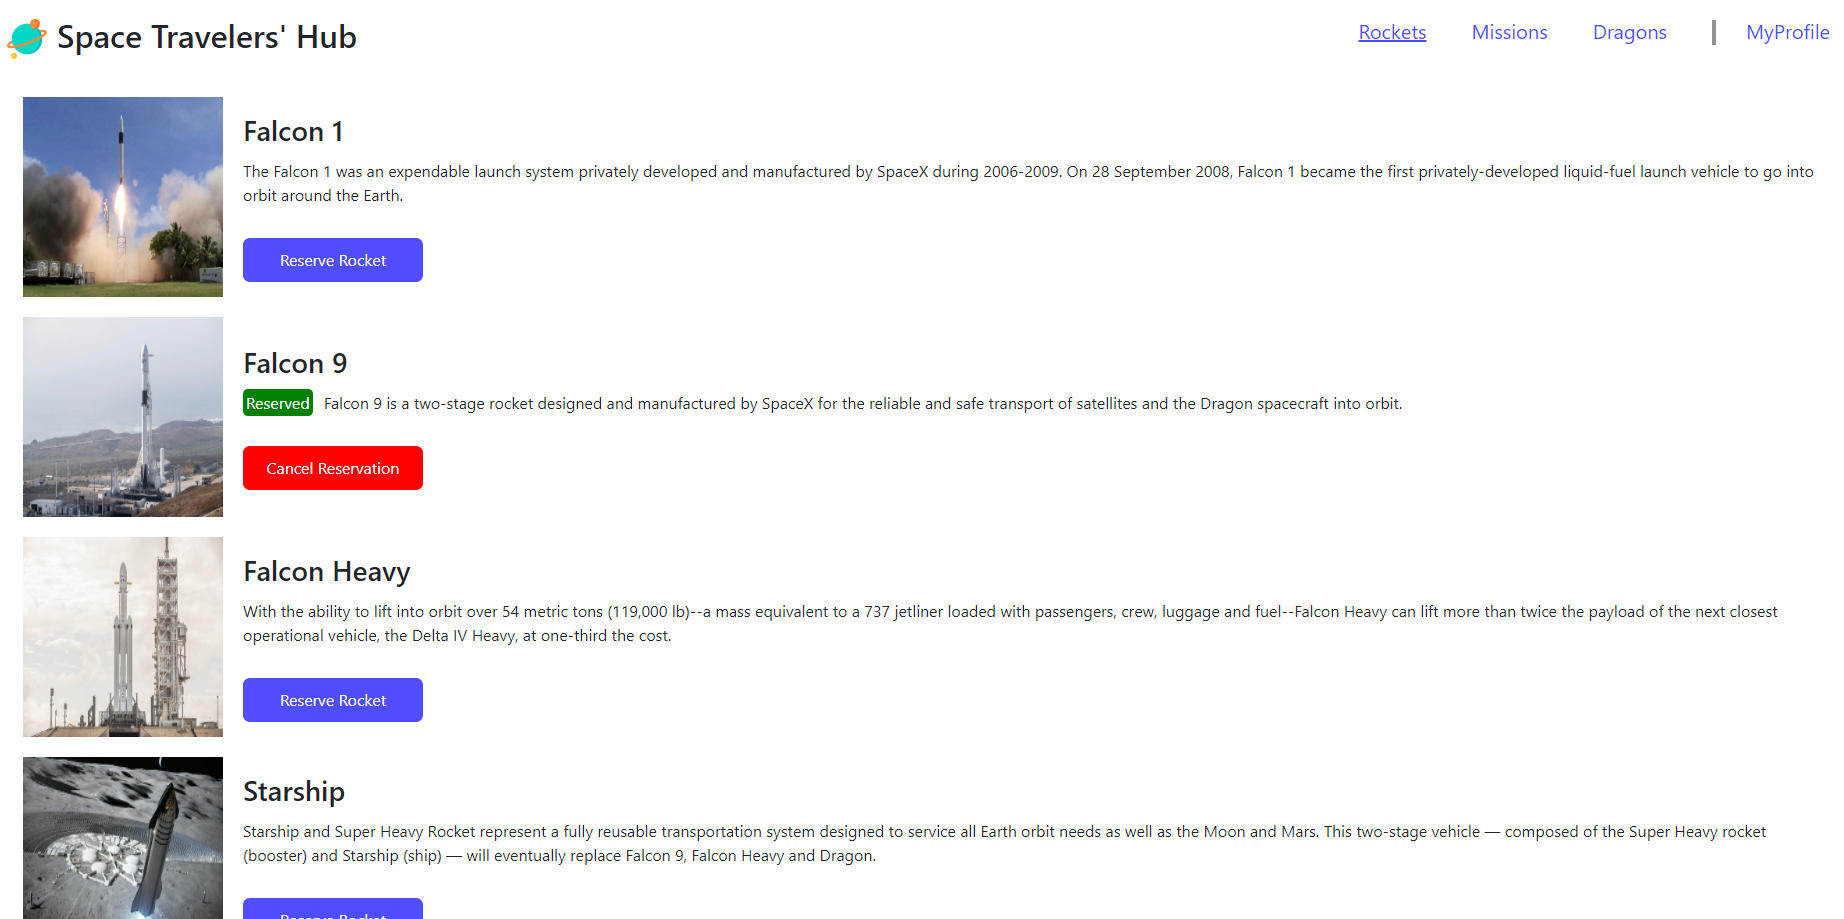 Space Travelers' Hub
Rockets Missions Dragons MyProfile
Falcon 1
The Falcon 1 was an expendable launch system privately developed and manufactured by SpaceX during 2006-2009. On 28 September 2008, Falcon 1 became the first privately-developed liquid-fuel launch vehicle to go into
orbit around the Earth.
Reserve Rocket
Falcon 9
Reserved Falcon 9 is a two-stage rocket designed and manufactured by SpaceX for the reliable and safe transport of satellites and the Dragon spacecraft into orbit.
Cancel Reservation
Falcon Heavy
With the ability to lift into orbit over 54 metric tons (119,000 lb)--a mass equivalent to a 737 jetliner loaded with passengers, crew, luggage and fuel--Falcon Heavy can lift more than twice the payload of the next closest
operational vehicle, the Delta IV Heavy, at one-third the cost.
Reserve Rocket
Starship
Starship and Super Heavy Rocket represent a fully reusable transportation system designed to service all Earth orbit needs as well as the Moon and Mars. This two-stage vehicle — composed of the Super Heavy rocket
(booster) and Starship (ship) — will eventually replace Falcon 9, Falcon Heavy and Dragon.
Reserve Rocket